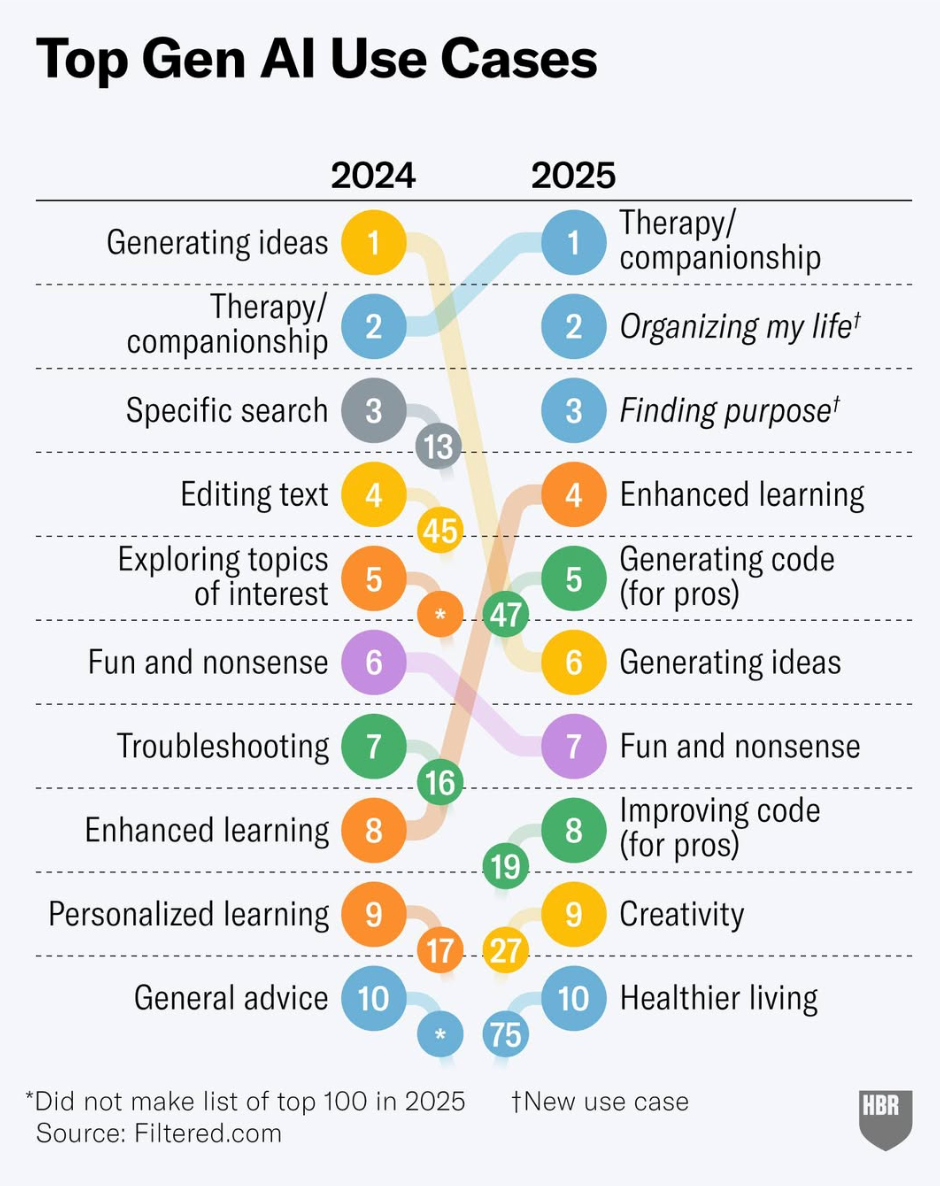 Top Gen AI Use Cases
2024 2025
Generating ideas 1 1 Therapy/
companionship
Therapy/
companionship 2 2 Organizing my life†
Specific search 3 13 3 Finding purpose†
Editing text 4 45 4 Enhanced learning
Exploring topics
of interest 5 * 47 5 Generating code
(for pros)
Fun and nonsense 6 6 Generating ideas
Troubleshooting 7 16 7 Fun and nonsense
Enhanced learning 8 19 8 Improving code
(for pros)
Personalized learning 9 17 27 9 Creativity
General advice 10 * 75 10 Healthier living
*Did not make list of top 100 in 2025 †New use case
Source: Filtered.com
HBR